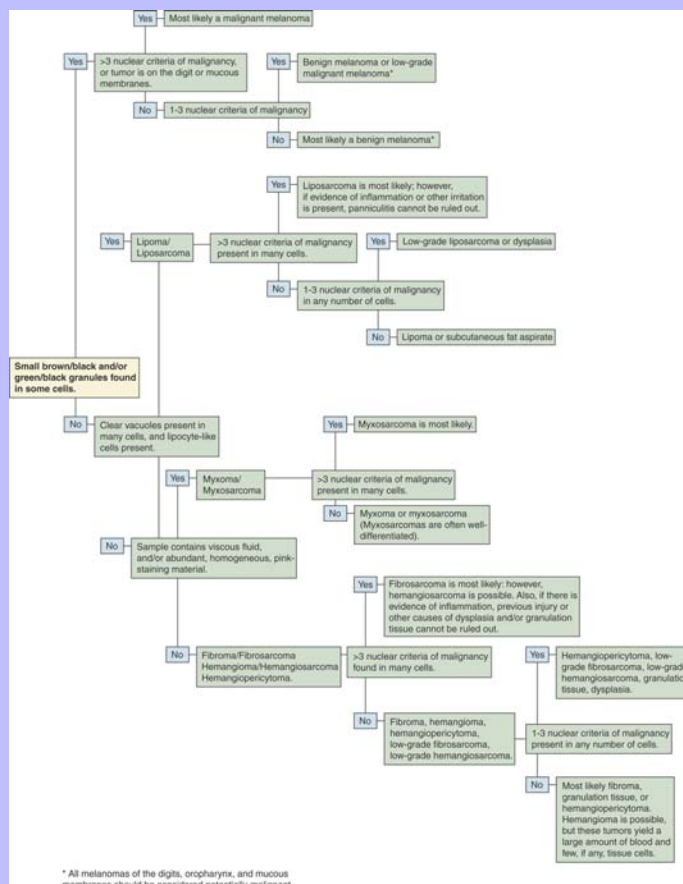 Yes
Most likely a malignant melanoma
Yes
>3 nuclear criteria of malignancy,
or tumor is on the digit or mucous
membranes.
Yes
Benign melanoma or low-grade
malignant melanoma*
No
1-3 nuclear criteria of malignancy
No
Most likely a benign melanoma*
Yes
Liposarcoma is most likely; however,
if evidence of inflammation or other irritation
is present, panniculitis cannot be ruled out.
Yes
Lipoma/
Liposarcoma
>3 nuclear criteria of malignancy
present in many cells.
Yes
Low-grade liposarcoma or dysplasia
No
1-3 nuclear criteria of malignancy
in any number of cells.
No
Lipoma or subcutaneous fat aspirate
Small brown/black and/or
green/black granules found
in some cells.
No
Clear vacuoles present in
many cells, and lipocyte-like
cells present.
Yes
Myxosarcoma is most likely.
Yes
Myxoma/
Myxosarcoma
>3 nuclear criteria of malignancy
present in many cells.
No
Myxoma or myxosarcoma
(Myxosarcomas are often well-
differentiated).
No
Sample contains viscous fluid,
and/or abundant, homogeneous, pink-
staining material.
Yes
Fibrosarcoma is most likely: however,
hemangiosarcoma is possible. Also, if there is
evidence of inflammation, previous injury or
other causes of dysplasia and/or granulation
tissue cannot be ruled out.
No
Fibroma/Fibrosarcoma
Hemangioma/Hemangiosarcoma
Hemangiopericytoma.
>3 nuclear criteria of malignancy
found in many cells.
Yes
Hemangiopericytoma, low-
grade fibrosarcoma, low-grade
hemangiosarcoma, granulation
tissue, dysplasia.
No
Fibroma, hemangioma,
hemangiopericytoma,
low-grade fibrosarcoma,
low-grade hemangiosarcoma.
1-3 nuclear criteria of malignancy
present in any number of cells.
No
Most likely fibroma,
granulation tissue, or
hemangiopericytoma.
Hemangioma is possible,
but these tumors yield a
large amount of blood and
few, if any, tissue cells.
* All melanomas of the digits, oropharynx, and mucous
membranes should be considered potentially malignant